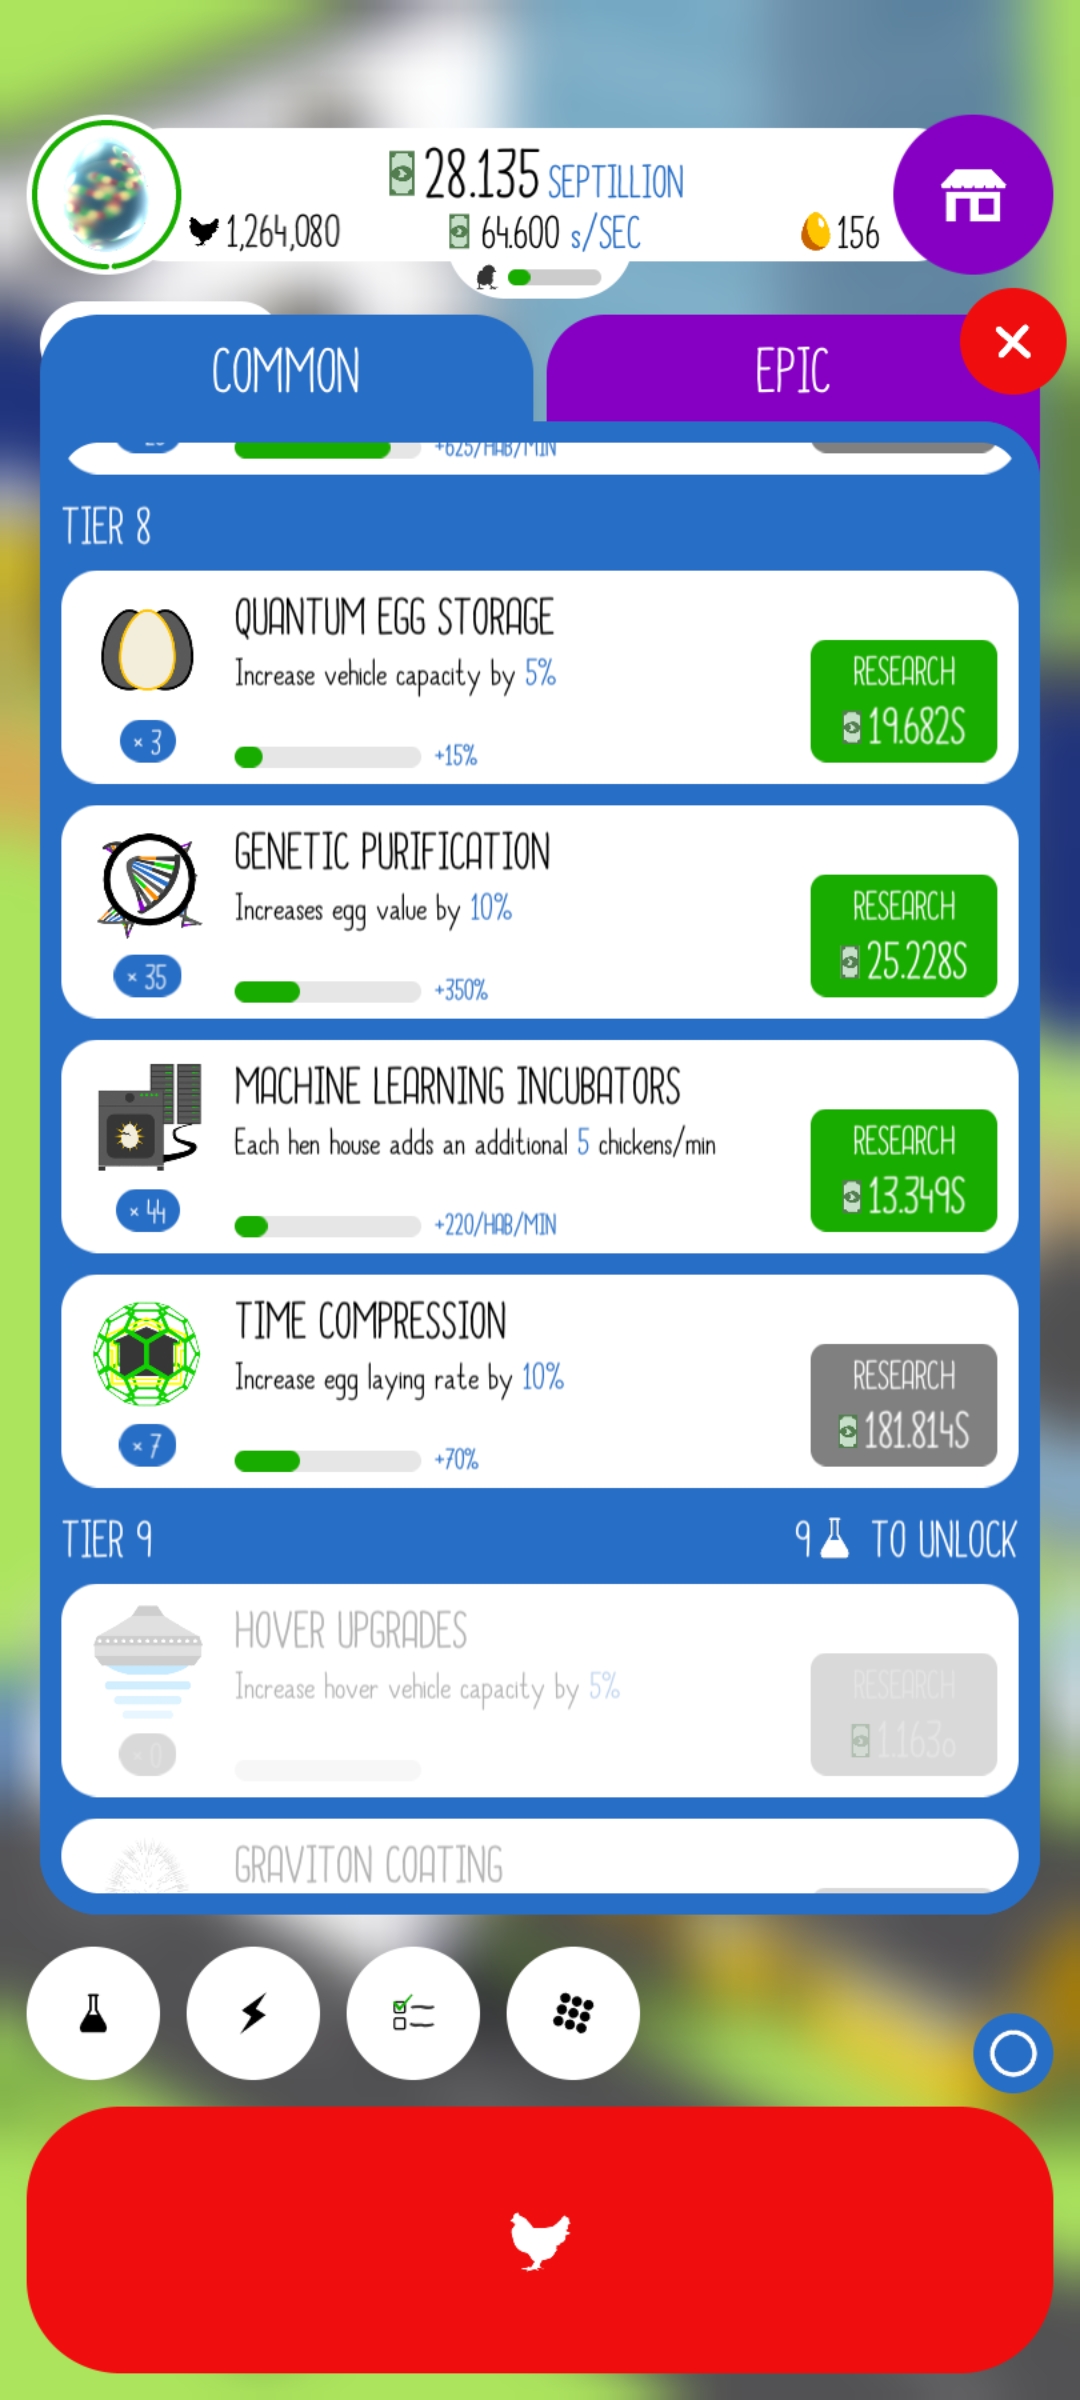 28.135 SEPTILLION
1,264,080
64.600 s/SEC
156
COMMON
EPIC
+625/HAB/MIN
TIER 8
QUANTUM EGG STORAGE
Increase vehicle capacity by 5%
RESEARCH
19.682S
× 3
+15%
GENETIC PURIFICATION
Increases egg value by 10%
RESEARCH
25.228S
× 35
+350%
MACHINE LEARNING INCUBATORS
Each hen house adds an additional 5 chickens/min
RESEARCH
13.349S
× 44
+220/HAB/MIN
TIME COMPRESSION
Increase egg laying rate by 10%
RESEARCH
181.814S
× 7
+70%
TIER 9
9 TO UNLOCK
HOVER UPGRADES
Increase hover vehicle capacity by 5%
RESEARCH
1.163o
× 0
GRAVITON COATING